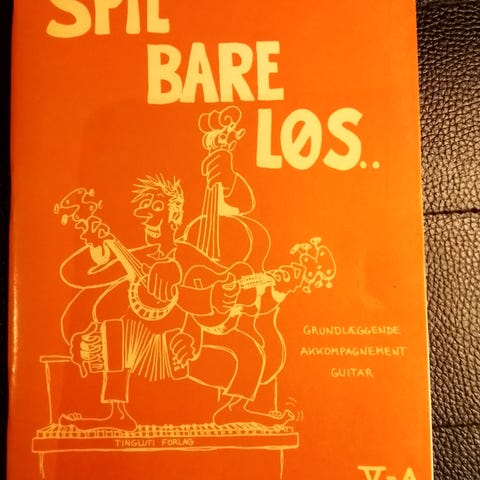 SPIL
BARE
LØS..
GRUNDLÆGGENDE
AKKOMPAGNEMENT
GUITAR
TINGLUTI FORLAG
V-A